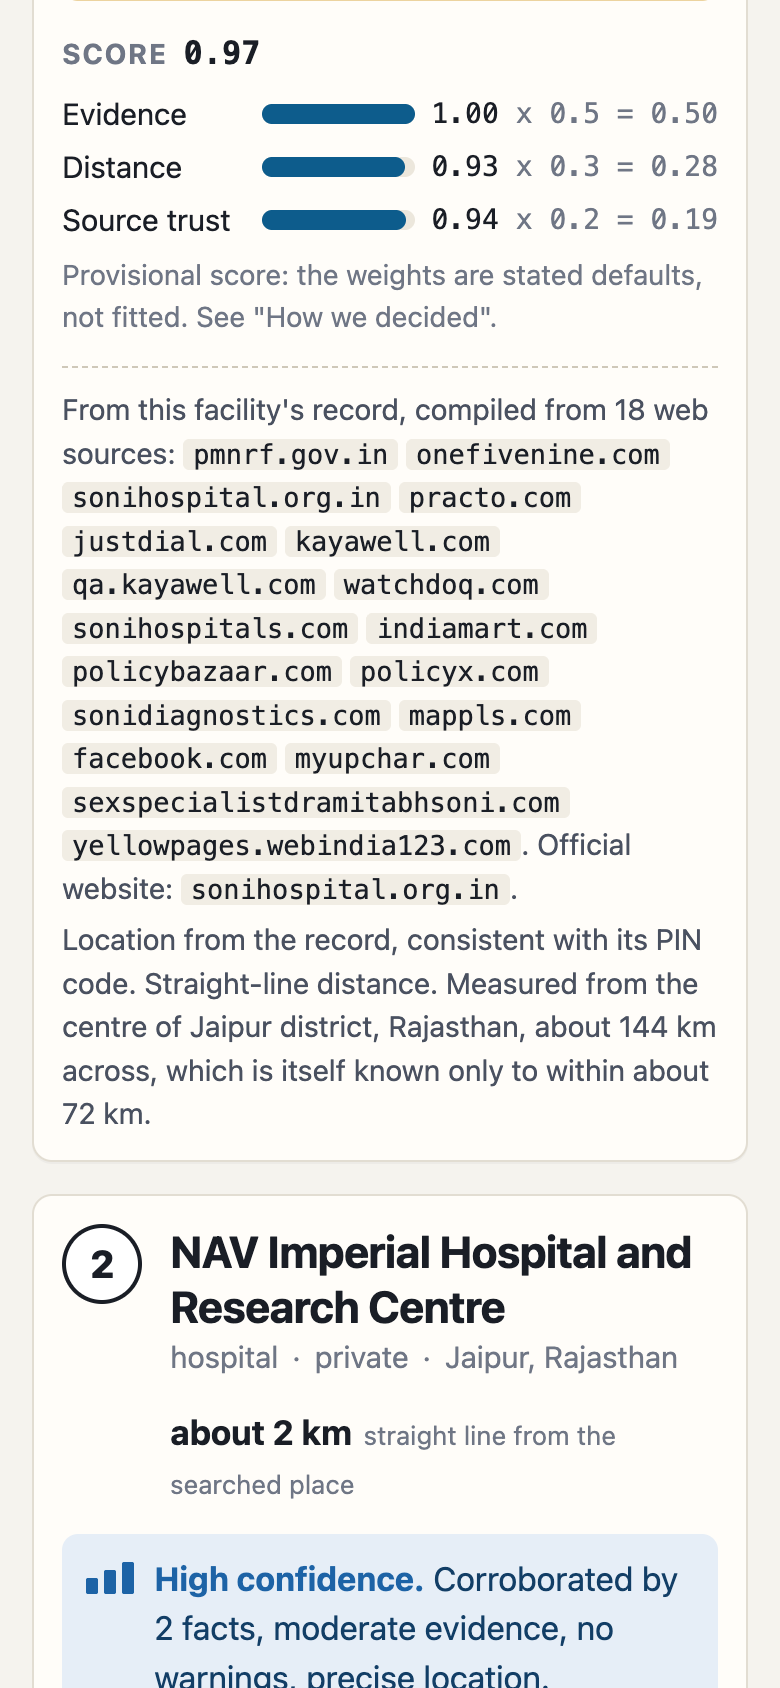 SCORE 0.97
Evidence 1.00 x 0.5 = 0.50
Distance 0.93 x 0.3 = 0.28
Source trust 0.94 x 0.2 = 0.19
Provisional score: the weights are stated defaults,
not fitted. See "How we decided".
From this facility's record, compiled from 18 web
sources: pmnrf.gov.in onefivenine.com
sonihospital.org.in practo.com
justdial.com kayawell.com
qa.kayawell.com watchdoq.com
sonihospitals.com indiamart.com
policybazaar.com policyx.com
sonidiagnostics.com mappls.com
facebook.com myupchar.com
sexspecialistdramitabhsoni.com
yellowpages.webindia123.com. Official
website: sonihospital.org.in.
Location from the record, consistent with its PIN
code. Straight-line distance. Measured from the
centre of Jaipur district, Rajasthan, about 144 km
across, which is itself known only to within about
72 km.
2 NAV Imperial Hospital and
Research Centre
hospital · private · Jaipur, Rajasthan
about 2 km straight line from the
searched place
High confidence. Corroborated by
2 facts, moderate evidence, no
warnings, precise location.